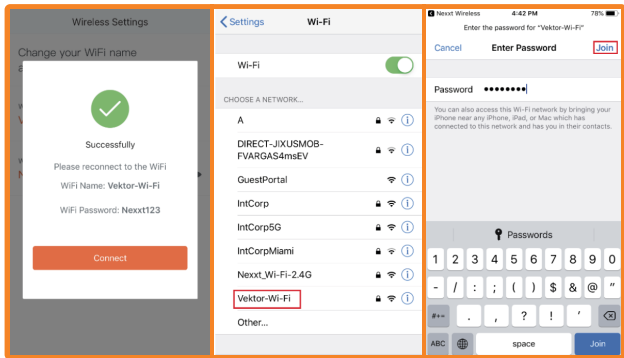 Wireless Settings
Change your WiFi name
a
W
V
W
N
Successfully
Please reconnect to the WiFi
WiFi Name: Vektor-Wi-Fi
WiFi Password: Nexxt123
Connect
Settings
Wi-Fi
Wi-Fi
CHOOSE A NETWORK...
A
DIRECT-JIXUSMOB-
FVARGAS4msEV
GuestPortal
IntCorp
IntCorp5G
IntCorpMiami
Nexxt_Wi-Fi-2.4G
Vektor-Wi-Fi
Other...
Nexxt Wireless 4:42 PM 78%
Enter the password for "Vektor-Wi-Fi"
Cancel Enter Password Join
Password ●●●●●●●●
You can also access this Wi-Fi network by bringing your
iPhone near any iPhone, iPad, or Mac which has
connected to this network and has you in their contacts.
Passwords
1 2 3 4 5 6 7 8 9 0
- / : ; ( ) $ & @ "
#+= . , ? ! '
ABC space Join